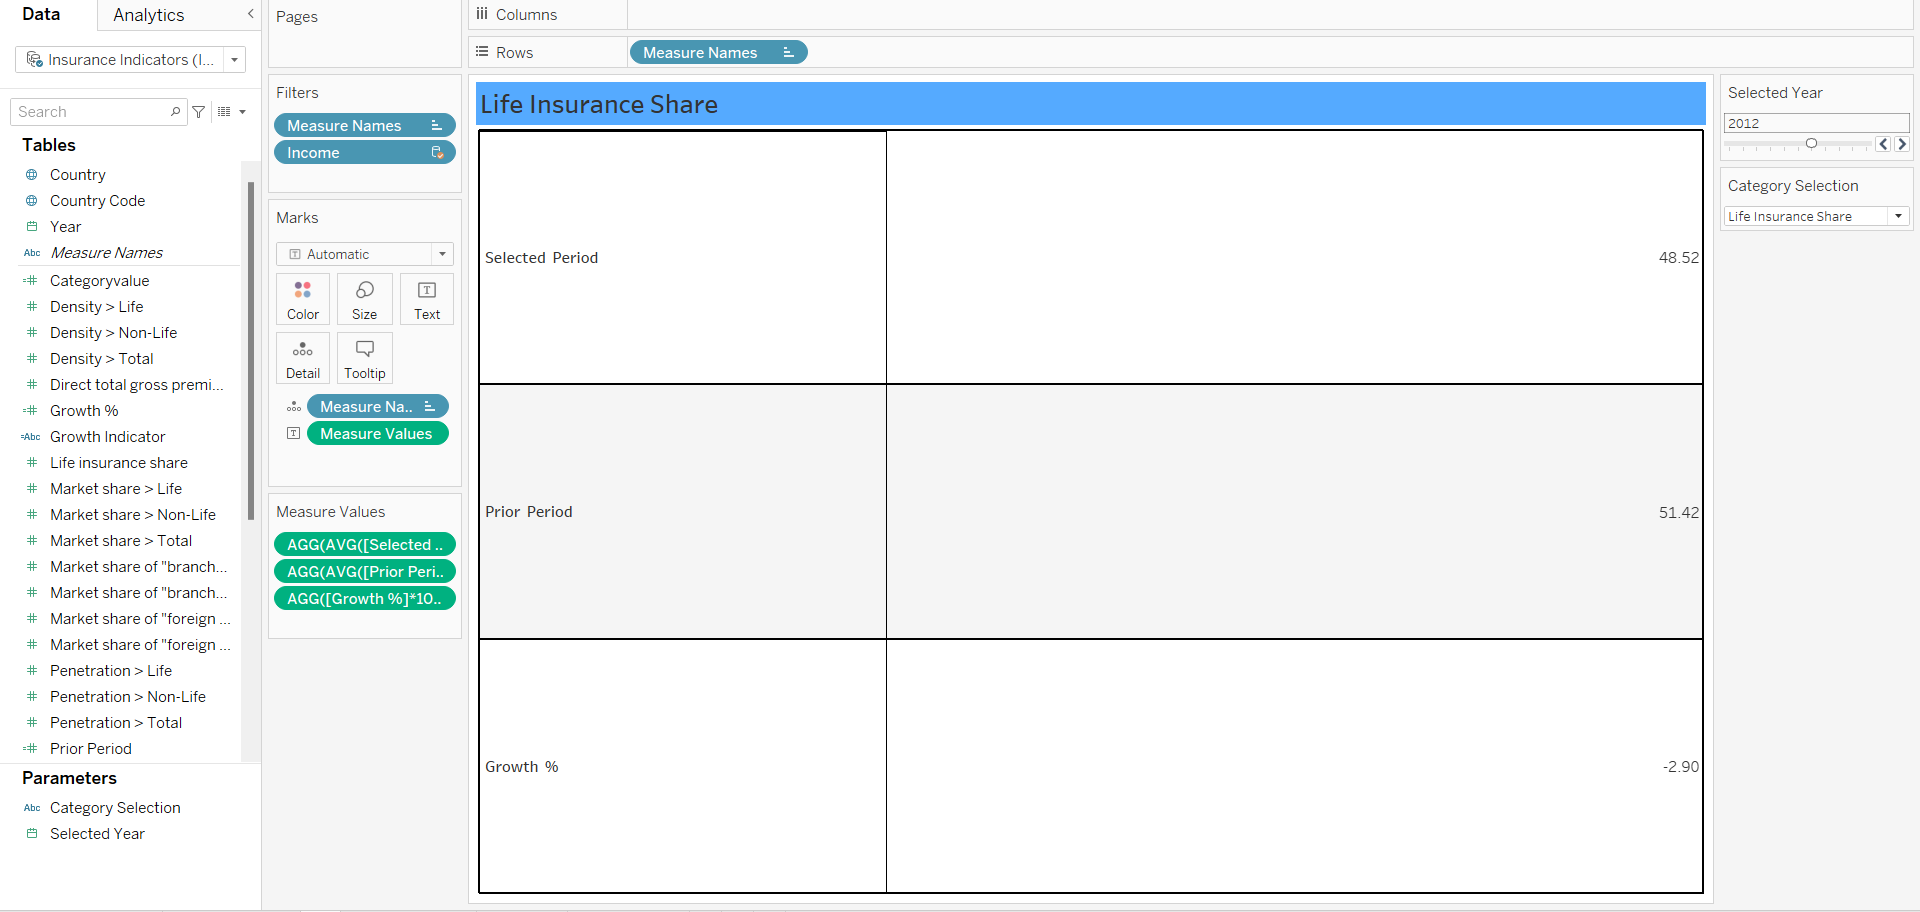 Data
Analytics
Insurance Indicators (I...
Search
Tables
Country
Country Code
Year
Abc Measure Names
Categoryvalue
Density > Life
Density > Non-Life
Density > Total
Direct total gross premi...
Growth %
=Abc Growth Indicator
Life insurance share
Market share > Life
Market share > Non-Life
Market share > Total
Market share of "branch...
Market share of "branch...
Market share of "foreign ...
Market share of "foreign ...
Penetration > Life
Penetration > Non-Life
Penetration > Total
Prior Period
Parameters
Abc Category Selection
Selected Year
Pages
Filters
Measure Names
Income
Marks
Automatic
Color Size Text
Detail Tooltip
Measure Na..
Measure Values
Measure Values
AGG(AVG([Selected ..
AGG(AVG([Prior Peri..
AGG([Growth %]*10..
Columns
Rows Measure Names
Life Insurance Share
Selected Period 48.52
Prior Period 51.42
Growth % -2.90
Selected Year
2012
Category Selection
Life Insurance Share